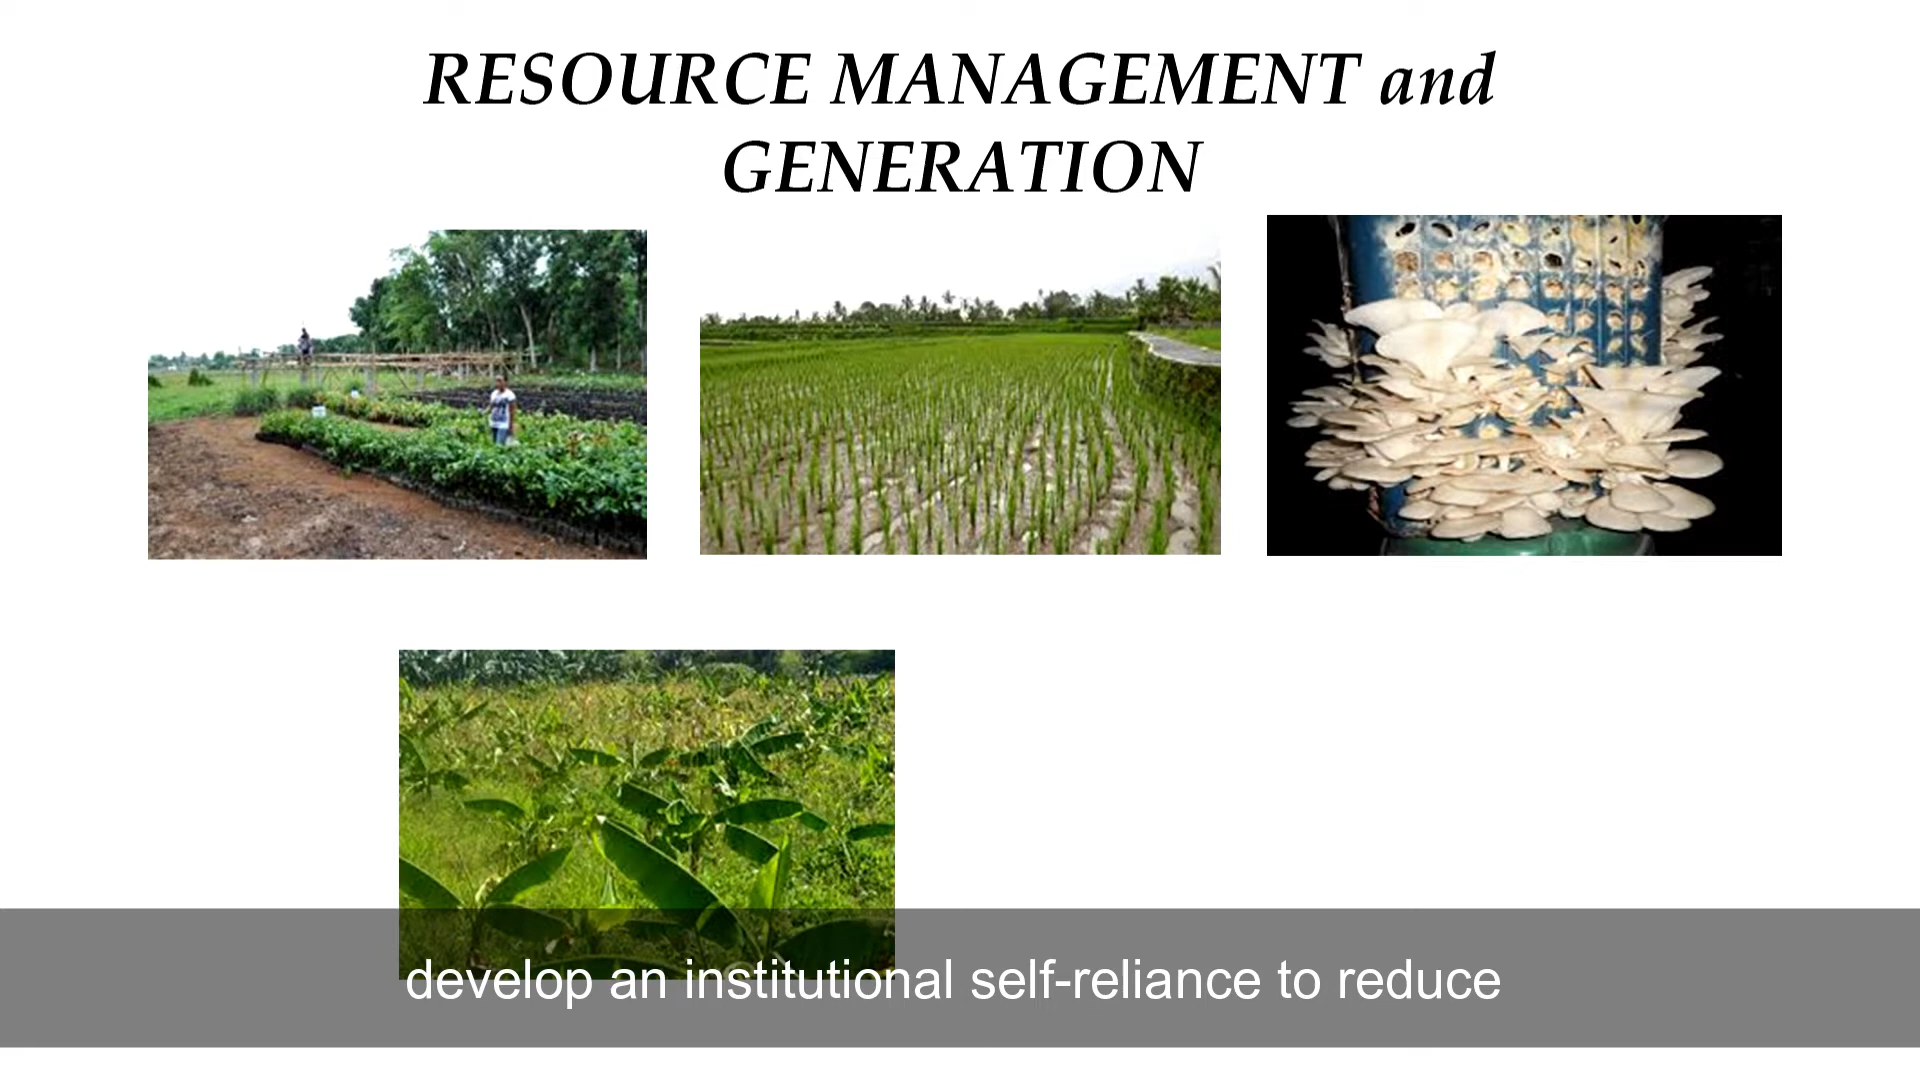 RESOURCE MANAGEMENT and
GENERATION
develop an institutional self-reliance to reduce